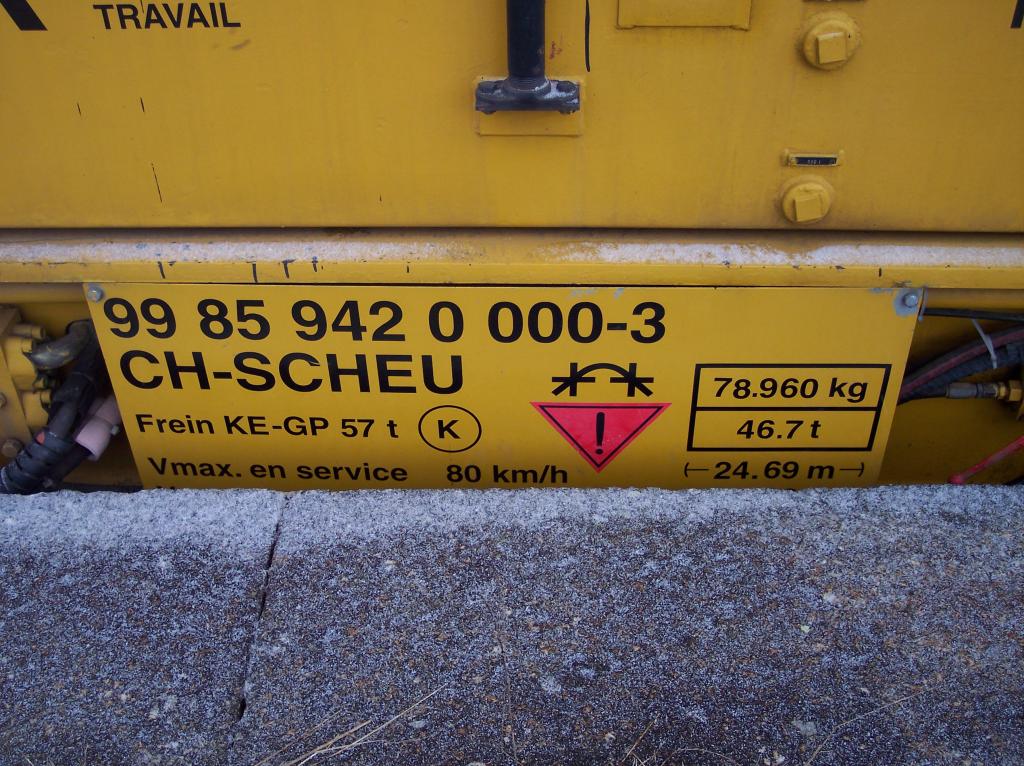 TRAVAIL
99 85 942 0 000-3
CH-SCHEU
Frein KE-GP 57 t K
!
78.960 kg
46.7 t
Vmax. en service 80 km/h
24.69 m